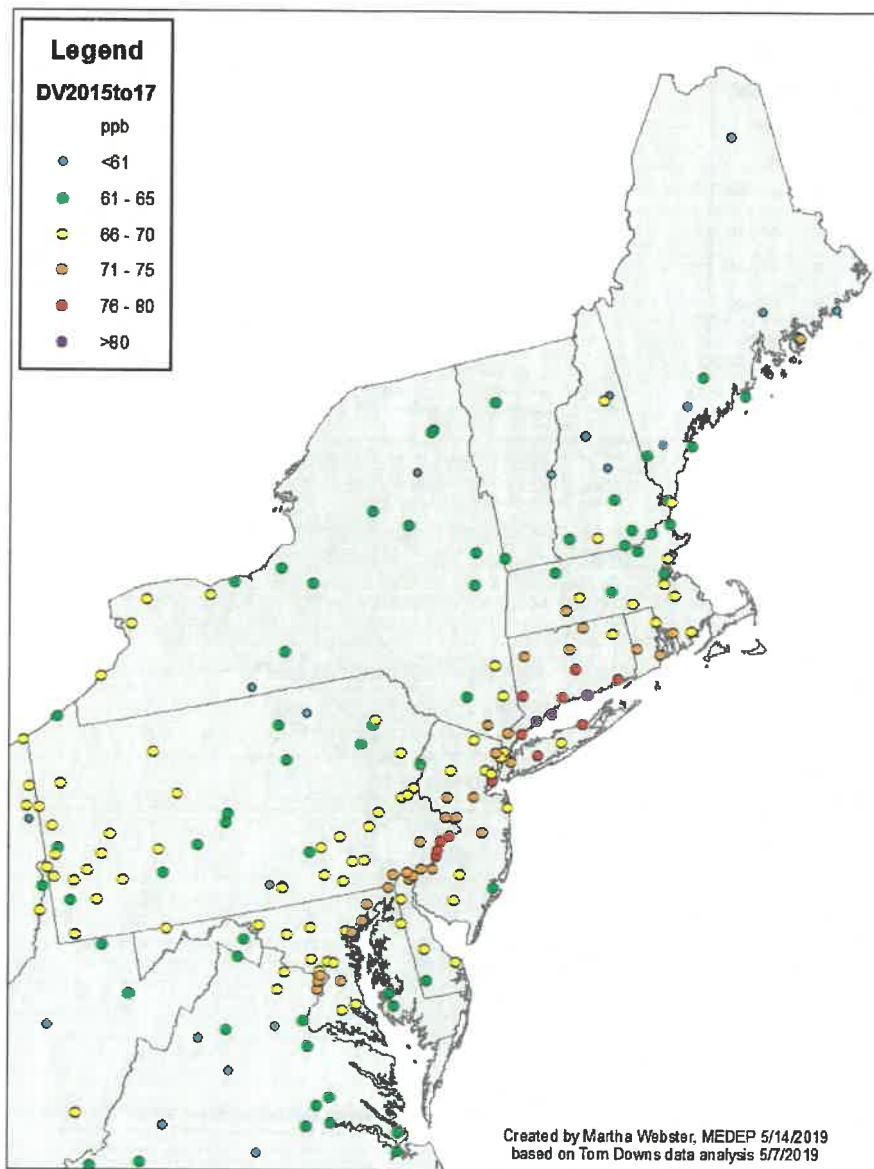 Legend
DV2015to17
ppb
<61
61 - 65
66 - 70
71 - 75
76 - 80
>80
Created by Martha Webster, MEDEP 5/14/2019
based on Tom Downs data analysis 5/7/2019